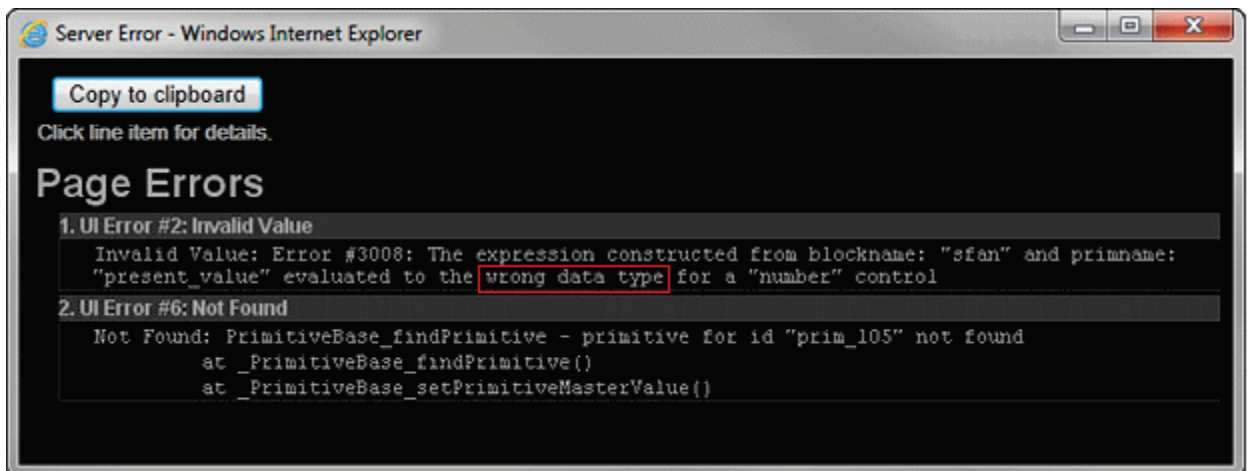 Server Error - Windows Internet Explorer
Copy to clipboard
Click line item for details.
Page Errors
1. UI Error #2: Invalid Value
Invalid Value: Error #3008: The expression constructed from blockname: "sfan" and primname:
"present_value" evaluated to the wrong data type for a "number" control
2. UI Error #6: Not Found
Not Found: PrimitiveBase_findPrimitive - primitive for id "prim_105" not found
at _PrimitiveBase_findPrimitive()
at _PrimitiveBase_setPrimitiveMasterValue()